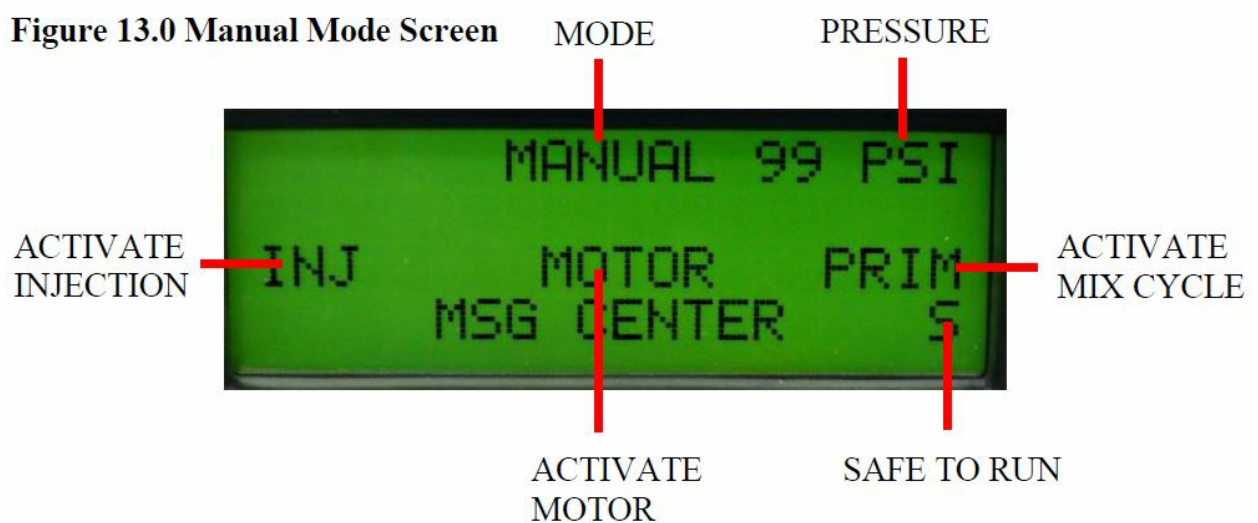 Figure 13.0 Manual Mode Screen
MODE
PRESSURE
MANUAL 99 PSI
ACTIVATE
INJECTION
INJ
MOTOR
PRIM
ACTIVATE
MIX CYCLE
MSG CENTER
S
ACTIVATE
MOTOR
SAFE TO RUN